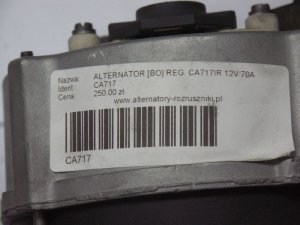 Nazwa: ALTERNATOR [BO] REG. CA717IR 12V 70A
Ident.: CA717
Cena: 250.00 zł.
www.alternatory-rozruszniki.pl
CA717